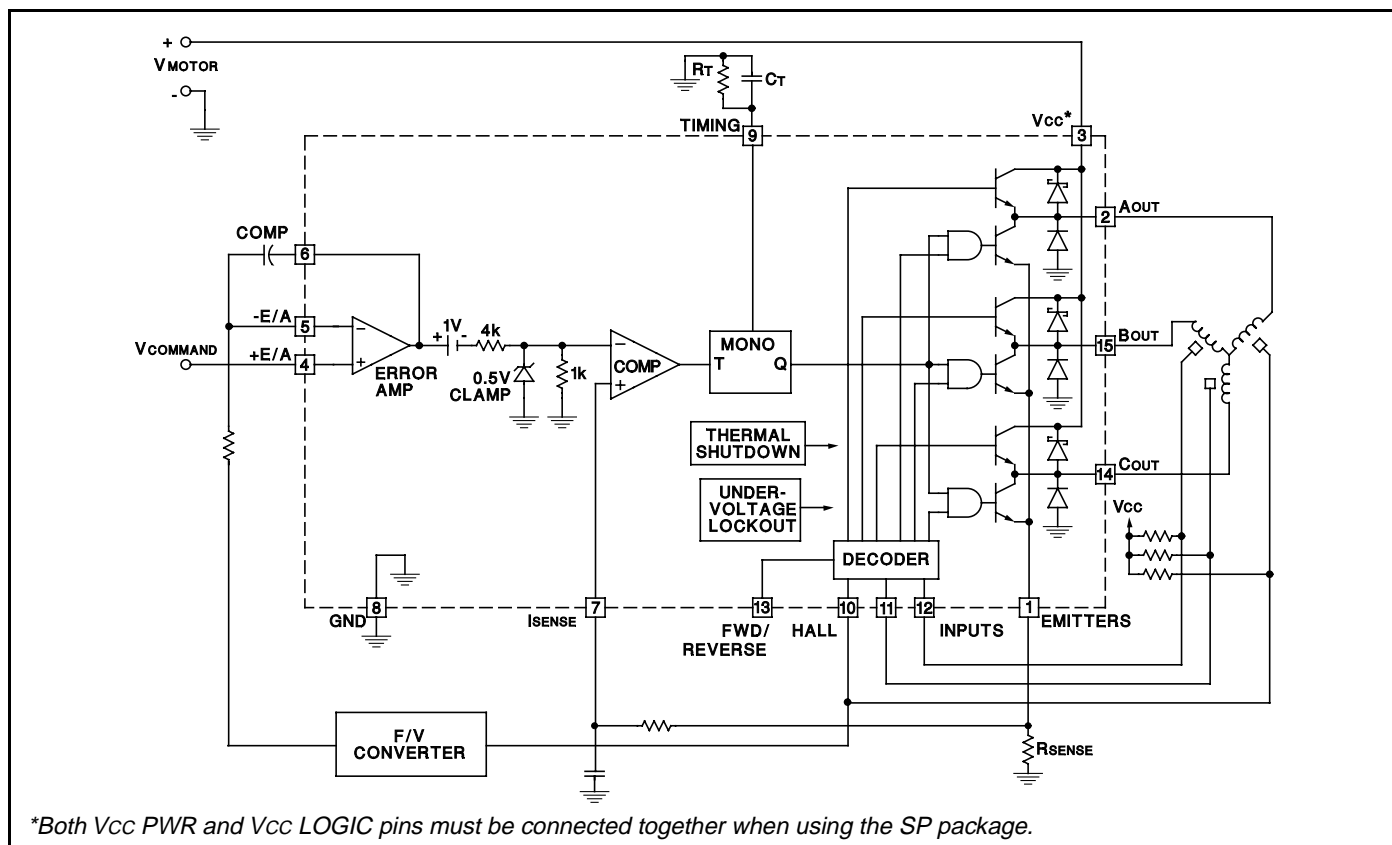 +
VMOTOR
-
RT
CT
TIMING
9
VCC*
3
AOUT
2
COMP
6
-E/A
5
1V
+ -
4k
-
+
VCOMMAND
+E/A
4
ERROR
AMP
0.5V
CLAMP
1k
-
+
COMP
MONO
T Q
BOUT
15
THERMAL
SHUTDOWN
COUT
14
UNDER-
VOLTAGE
LOCKOUT
VCC
DECODER
8
GND
7
ISENSE
13
FWD/
REVERSE
10
HALL
11
12
INPUTS
1
EMITTERS
F/V
CONVERTER
RSENSE
*Both VCC PWR and VCC LOGIC pins must be connected together when using the SP package.